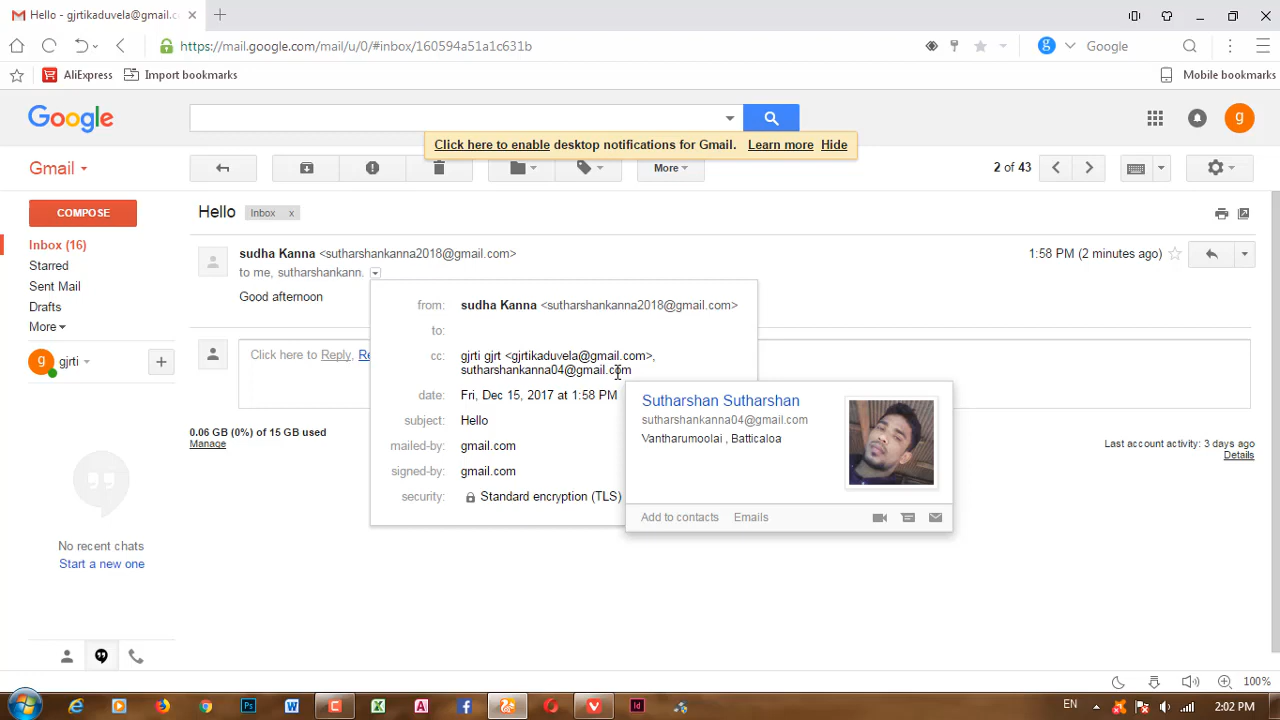 Hello - gjrtikaduvela@gmail.c
https://mail.google.com/mail/u/0/#inbox/160594a51a1c631b
Google
AliExpress
Import bookmarks
Mobile bookmarks
Google
g
Click here to enable desktop notifications for Gmail. Learn more Hide
Gmail
More
2 of 43
COMPOSE
Hello
Inbox x
Inbox (16)
Starred
Sent Mail
Drafts
More
g gjrti
sudha Kanna <sutharshankanna2018@gmail.com>
1:58 PM (2 minutes ago)
to me, sutharshankann.
Good afternoon
from: sudha Kanna <sutharshankanna2018@gmail.com>
to:
cc: gjrti gjrt <gjrtikaduvela@gmail.com>,
sutharshankanna04@gmail.com
date: Fri, Dec 15, 2017 at 1:58 PM
subject: Hello
mailed-by: gmail.com
signed-by: gmail.com
security: Standard encryption (TLS)
Click here to Reply, Re
Sutharshan Sutharshan
sutharshankanna04@gmail.com
Vantharumoolai , Batticaloa
Add to contacts Emails
0.06 GB (0%) of 15 GB used
Manage
Last account activity: 3 days ago
Details
No recent chats
Start a new one
100%
EN
2:02 PM